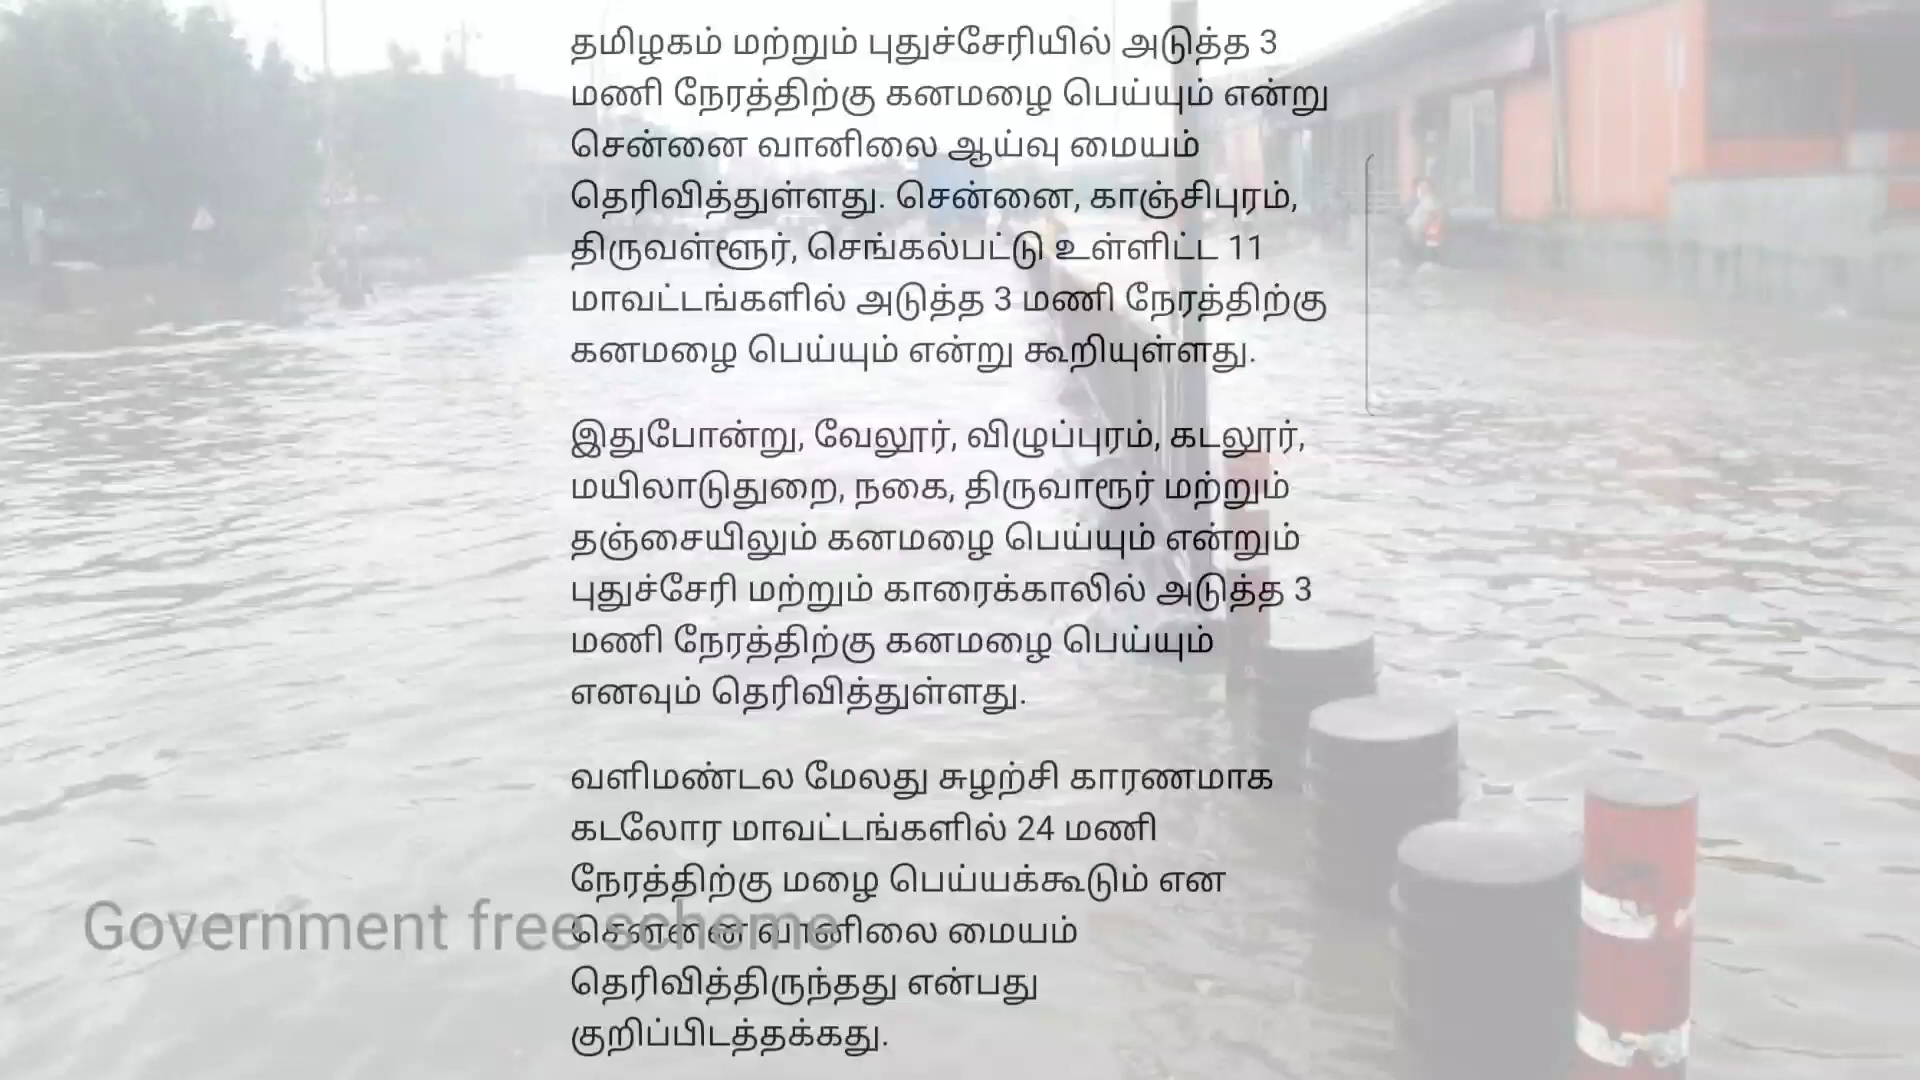 தமிழகம் மற்றும் புதுச்சேரியில் அடுத்த 3
மணி நேரத்திற்கு கனமழை பெய்யும் என்று
சென்னை வானிலை ஆய்வு மையம்
தெரிவித்துள்ளது. சென்னை, காஞ்சிபுரம்,
திருவள்ளூர், செங்கல்பட்டு உள்ளிட்ட 11
மாவட்டங்களில் அடுத்த 3 மணி நேரத்திற்கு
கனமழை பெய்யும் என்று கூறியுள்ளது.
இதுபோன்று, வேலூர், விழுப்புரம், கடலூர்,
மயிலாடுதுறை, நகை, திருவாரூர் மற்றும்
தஞ்சையிலும் கனமழை பெய்யும் என்றும்
புதுச்சேரி மற்றும் காரைக்காலில் அடுத்த 3
மணி நேரத்திற்கு கனமழை பெய்யும்
எனவும் தெரிவித்துள்ளது.
வளிமண்டல மேலது சுழற்சி காரணமாக
கடலோர மாவட்டங்களில் 24 மணி
நேரத்திற்கு மழை பெய்யக்கூடும் என
சென்னை வானிலை மையம்
தெரிவித்திருந்தது என்பது
குறிப்பிடத்தக்கது.
Government free scheme